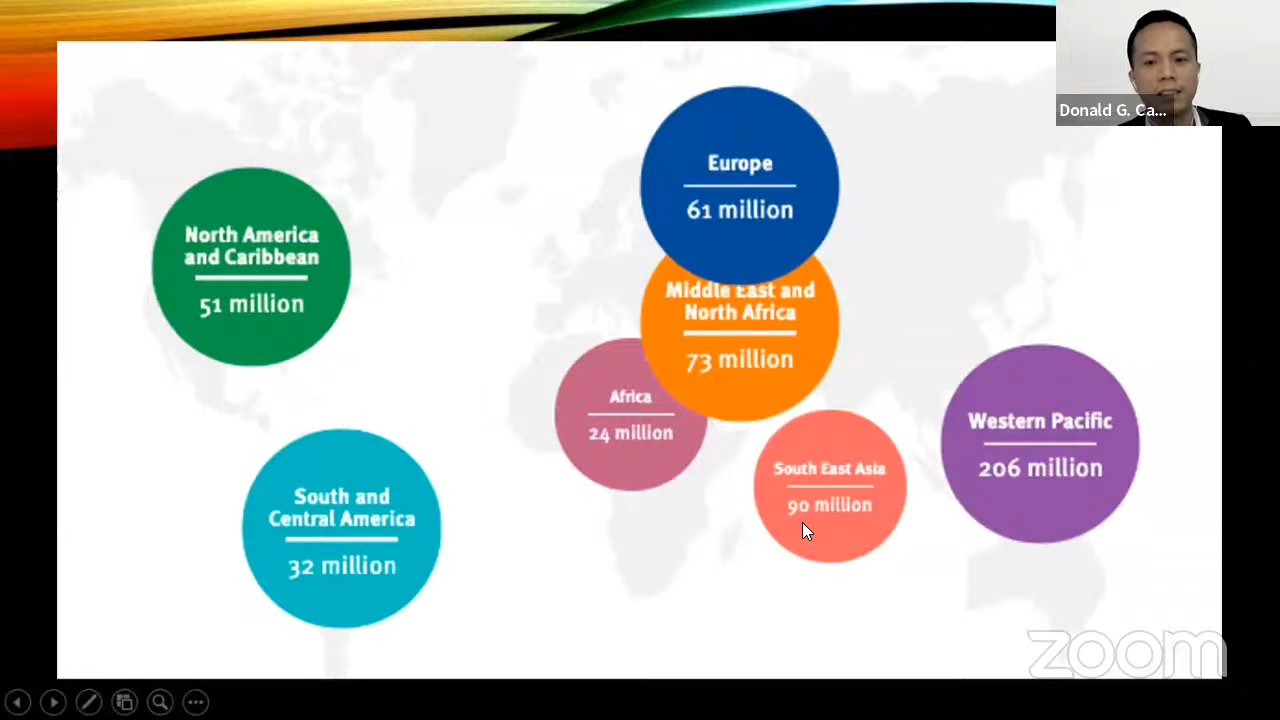 Donald G. Ca...
Europe
61 million
North America
and Caribbean
51 million
Middle East and
North Africa
73 million
Africa
24 million
Western Pacific
206 million
South East Asia
90 million
South and
Central America
32 million
zoom